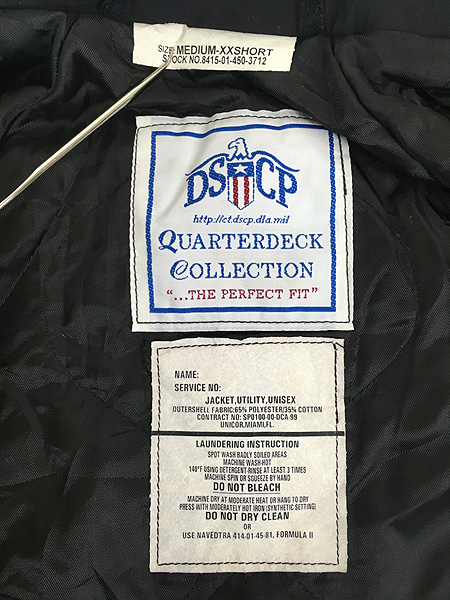 SIZE: MEDIUM-XXSHORT
STOCK NO.8415-01-450-3712
DSCP
http://ct.dscp.dla.mil
QUARTERDECK
COLLECTION
"...THE PERFECT FIT"
NAME:
SERVICE NO:
JACKET,UTILITY,UNISEX
OUTERSHELL FABRIC:65% POLYESTER/35% COTTON
CONTRACT NO: SP0100-00-DCA-99
UNICOR,MIAMI,FL.
LAUNDERING INSTRUCTION
SPOT WASH BADLY SOILED AREAS
MACHINE WASH-HOT
140°F USING DETERGENT-RINSE AT LEAST 3 TIMES
MACHINE SPIN OR SQUEEZE BY HAND
DO NOT BLEACH
MACHINE DRY AT MODERATE HEAT OR HANG TO DRY
PRESS WITH MODERATELY HOT IRON (SYNTHETIC SETTING)
DO NOT DRY CLEAN
OR
USE NAVEDTRA 414-01-45-81, FORMULA II